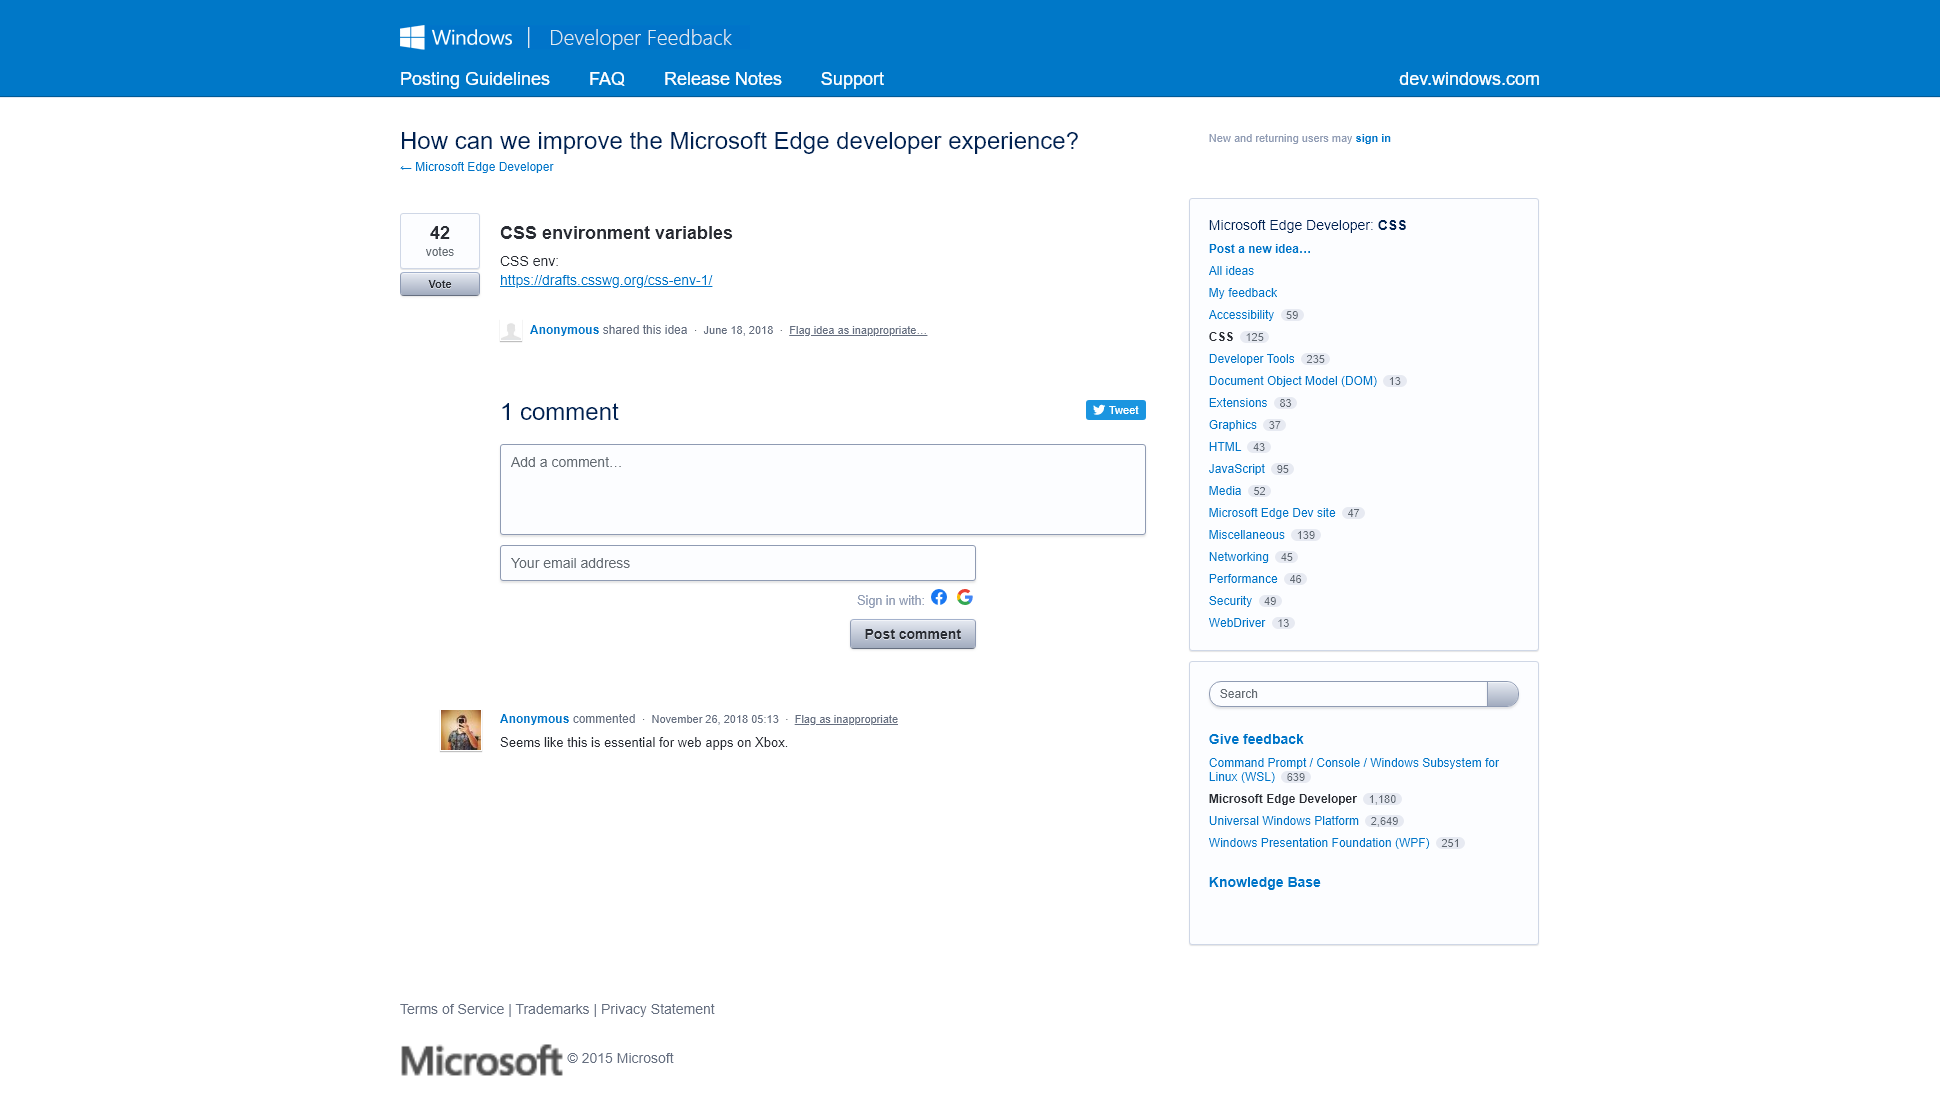 Windows | Developer Feedback
Posting Guidelines FAQ Release Notes Support dev.windows.com
How can we improve the Microsoft Edge developer experience?
← Microsoft Edge Developer
New and returning users may sign in
42
votes
Vote
CSS environment variables
CSS env:
https://drafts.csswg.org/css-env-1/
Anonymous shared this idea · June 18, 2018 · Flag idea as inappropriate…
1 comment
Tweet
Add a comment…
Your email address
Sign in with:
Post comment
Anonymous commented · November 26, 2018 05:13 · Flag as inappropriate
Seems like this is essential for web apps on Xbox.
Microsoft Edge Developer: CSS
Post a new idea…
All ideas
My feedback
Accessibility 59
CSS 125
Developer Tools 235
Document Object Model (DOM) 13
Extensions 83
Graphics 37
HTML 43
JavaScript 95
Media 52
Microsoft Edge Dev site 47
Miscellaneous 139
Networking 45
Performance 46
Security 49
WebDriver 13
Search
Give feedback
Command Prompt / Console / Windows Subsystem for
Linux (WSL) 639
Microsoft Edge Developer 1,180
Universal Windows Platform 2,649
Windows Presentation Foundation (WPF) 251
Knowledge Base
Terms of Service | Trademarks | Privacy Statement
Microsoft © 2015 Microsoft